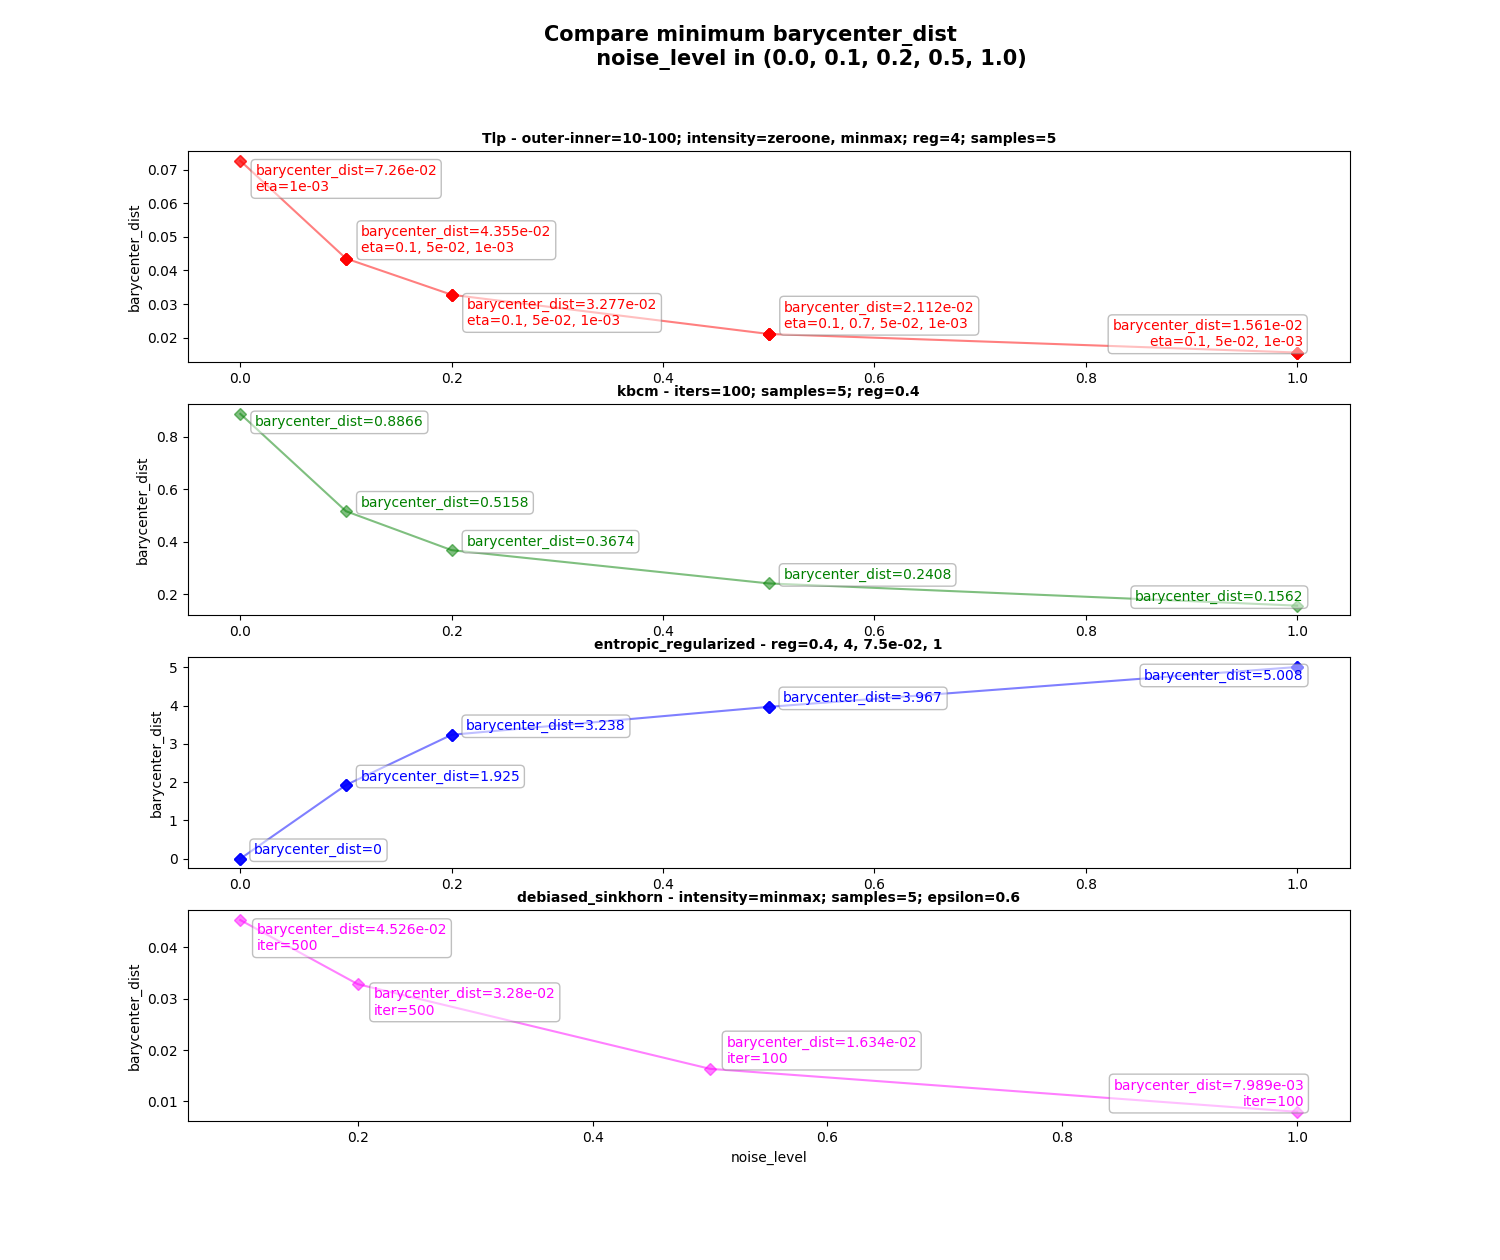 Compare minimum barycenter_dist
noise_level in (0.0, 0.1, 0.2, 0.5, 1.0)
Tlp - outer-inner=10-100; intensity=zeroone, minmax; reg=4; samples=5
barycenter_dist
0.07
0.06
0.05
0.04
0.03
0.02
barycenter_dist=7.26e-02
eta=1e-03
barycenter_dist=4.355e-02
eta=0.1, 5e-02, 1e-03
barycenter_dist=3.277e-02
eta=0.1, 5e-02, 1e-03
barycenter_dist=2.112e-02
eta=0.1, 0.7, 5e-02, 1e-03
barycenter_dist=1.561e-02
eta=0.1, 5e-02, 1e-03
0.0 0.2 0.4 0.6 0.8 1.0
kbcm - iters=100; samples=5; reg=0.4
barycenter_dist
0.8
0.6
0.4
0.2
barycenter_dist=0.8866
barycenter_dist=0.5158
barycenter_dist=0.3674
barycenter_dist=0.2408
barycenter_dist=0.1562
0.0 0.2 0.4 0.6 0.8 1.0
entropic_regularized - reg=0.4, 4, 7.5e-02, 1
barycenter_dist
5
4
3
2
1
0
barycenter_dist=5.008
barycenter_dist=3.967
barycenter_dist=3.238
barycenter_dist=1.925
barycenter_dist=0
0.0 0.2 0.4 0.6 0.8 1.0
debiased_sinkhorn - intensity=minmax; samples=5; epsilon=0.6
barycenter_dist
0.04
0.03
0.02
0.01
barycenter_dist=4.526e-02
iter=500
barycenter_dist=3.28e-02
iter=500
barycenter_dist=1.634e-02
iter=100
barycenter_dist=7.989e-03
iter=100
0.2 0.4 0.6 0.8 1.0
noise_level